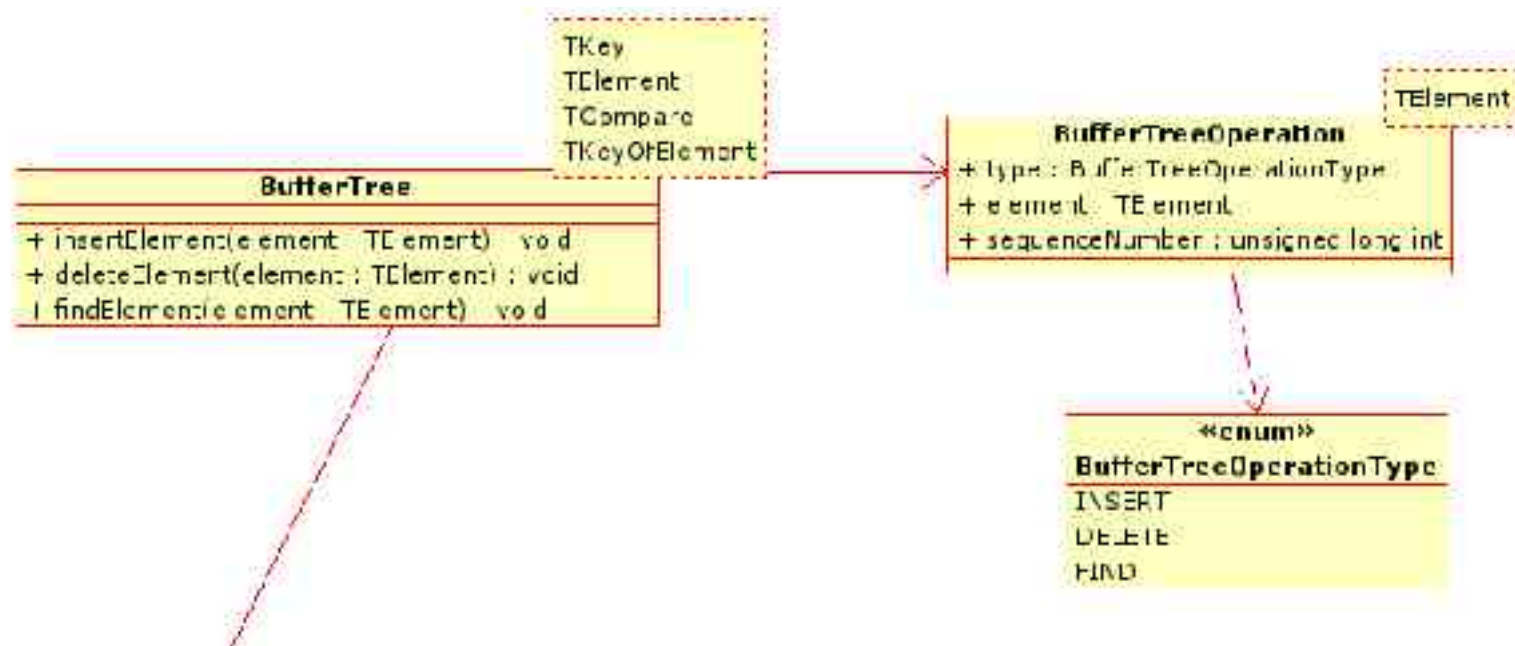 TKey
TElement
TCompare
TKeyOfElement
BufferTree
+ insertElement(element : TElement) : void
+ deleteElement(element : TElement) : void
+ findElement(element : TElement) : void
TElement
BufferTreeOperation
+ type : BufferTreeOperationType
+ element : TElement
+ sequenceNumber : unsigned long int
«enum»
BufferTreeOperationType
INSERT
DELETE
FIND